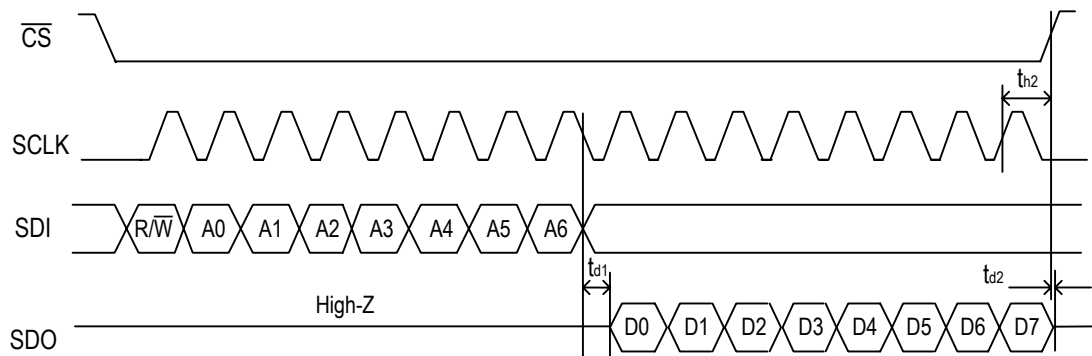 C̅S̅
th2
SCLK
SDI R/W̅ A0 A1 A2 A3 A4 A5 A6
td1
td2
High-Z
SDO D0 D1 D2 D3 D4 D5 D6 D7